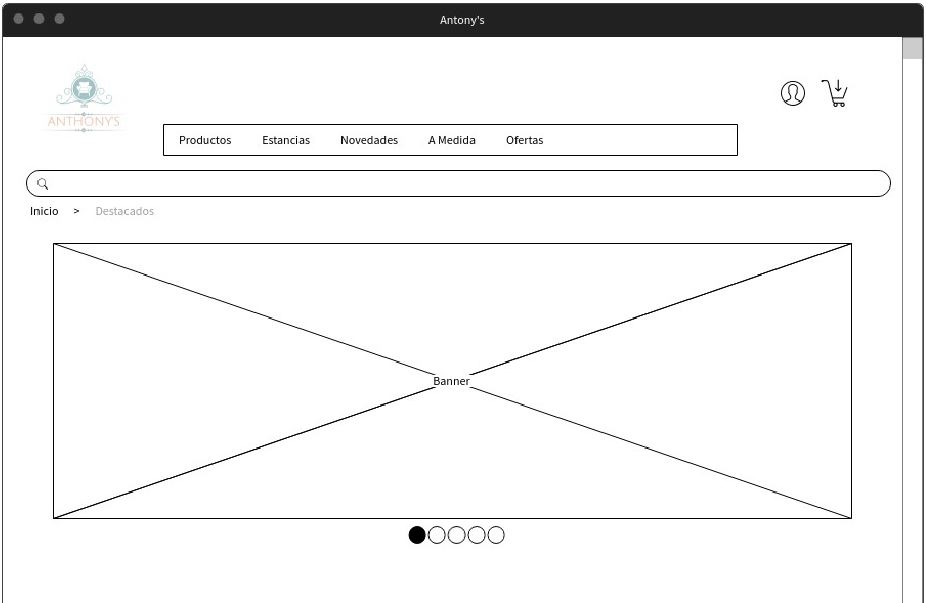 Antony's
ANTHONY'S
Productos Estancias Novedades A Medida Ofertas
Inicio > Destacados
Banner